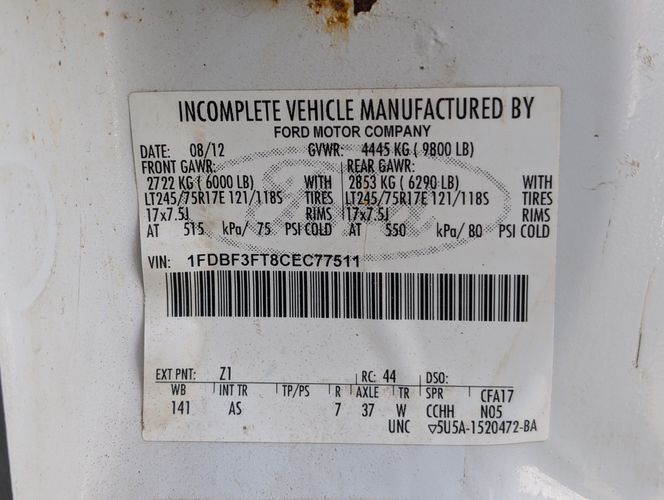 INCOMPLETE VEHICLE MANUFACTURED BY
FORD MOTOR COMPANY
DATE: 08/12 GVWR: 4445 KG ( 9800 LB)
FRONT GAWR: REAR GAWR:
2722 KG ( 6000 LB) WITH 2853 KG ( 6290 LB) WITH
LT245/75R17E 121/118S TIRES LT245/75R17E 121/118S TIRES
17x7.5J RIMS 17x7.5J RIMS
AT 515 kPa/ 75 PSI COLD AT 550 kPa/ 80 PSI COLD
VIN: 1FDBF3FT8CEC77511
EXT PNT: Z1 RC: 44 DSO:
WB INT TR TP/PS R AXLE TR SPR CFA17
141 AS 7 37 W CCHH N05
UNC ▽5U5A-1520472-BA